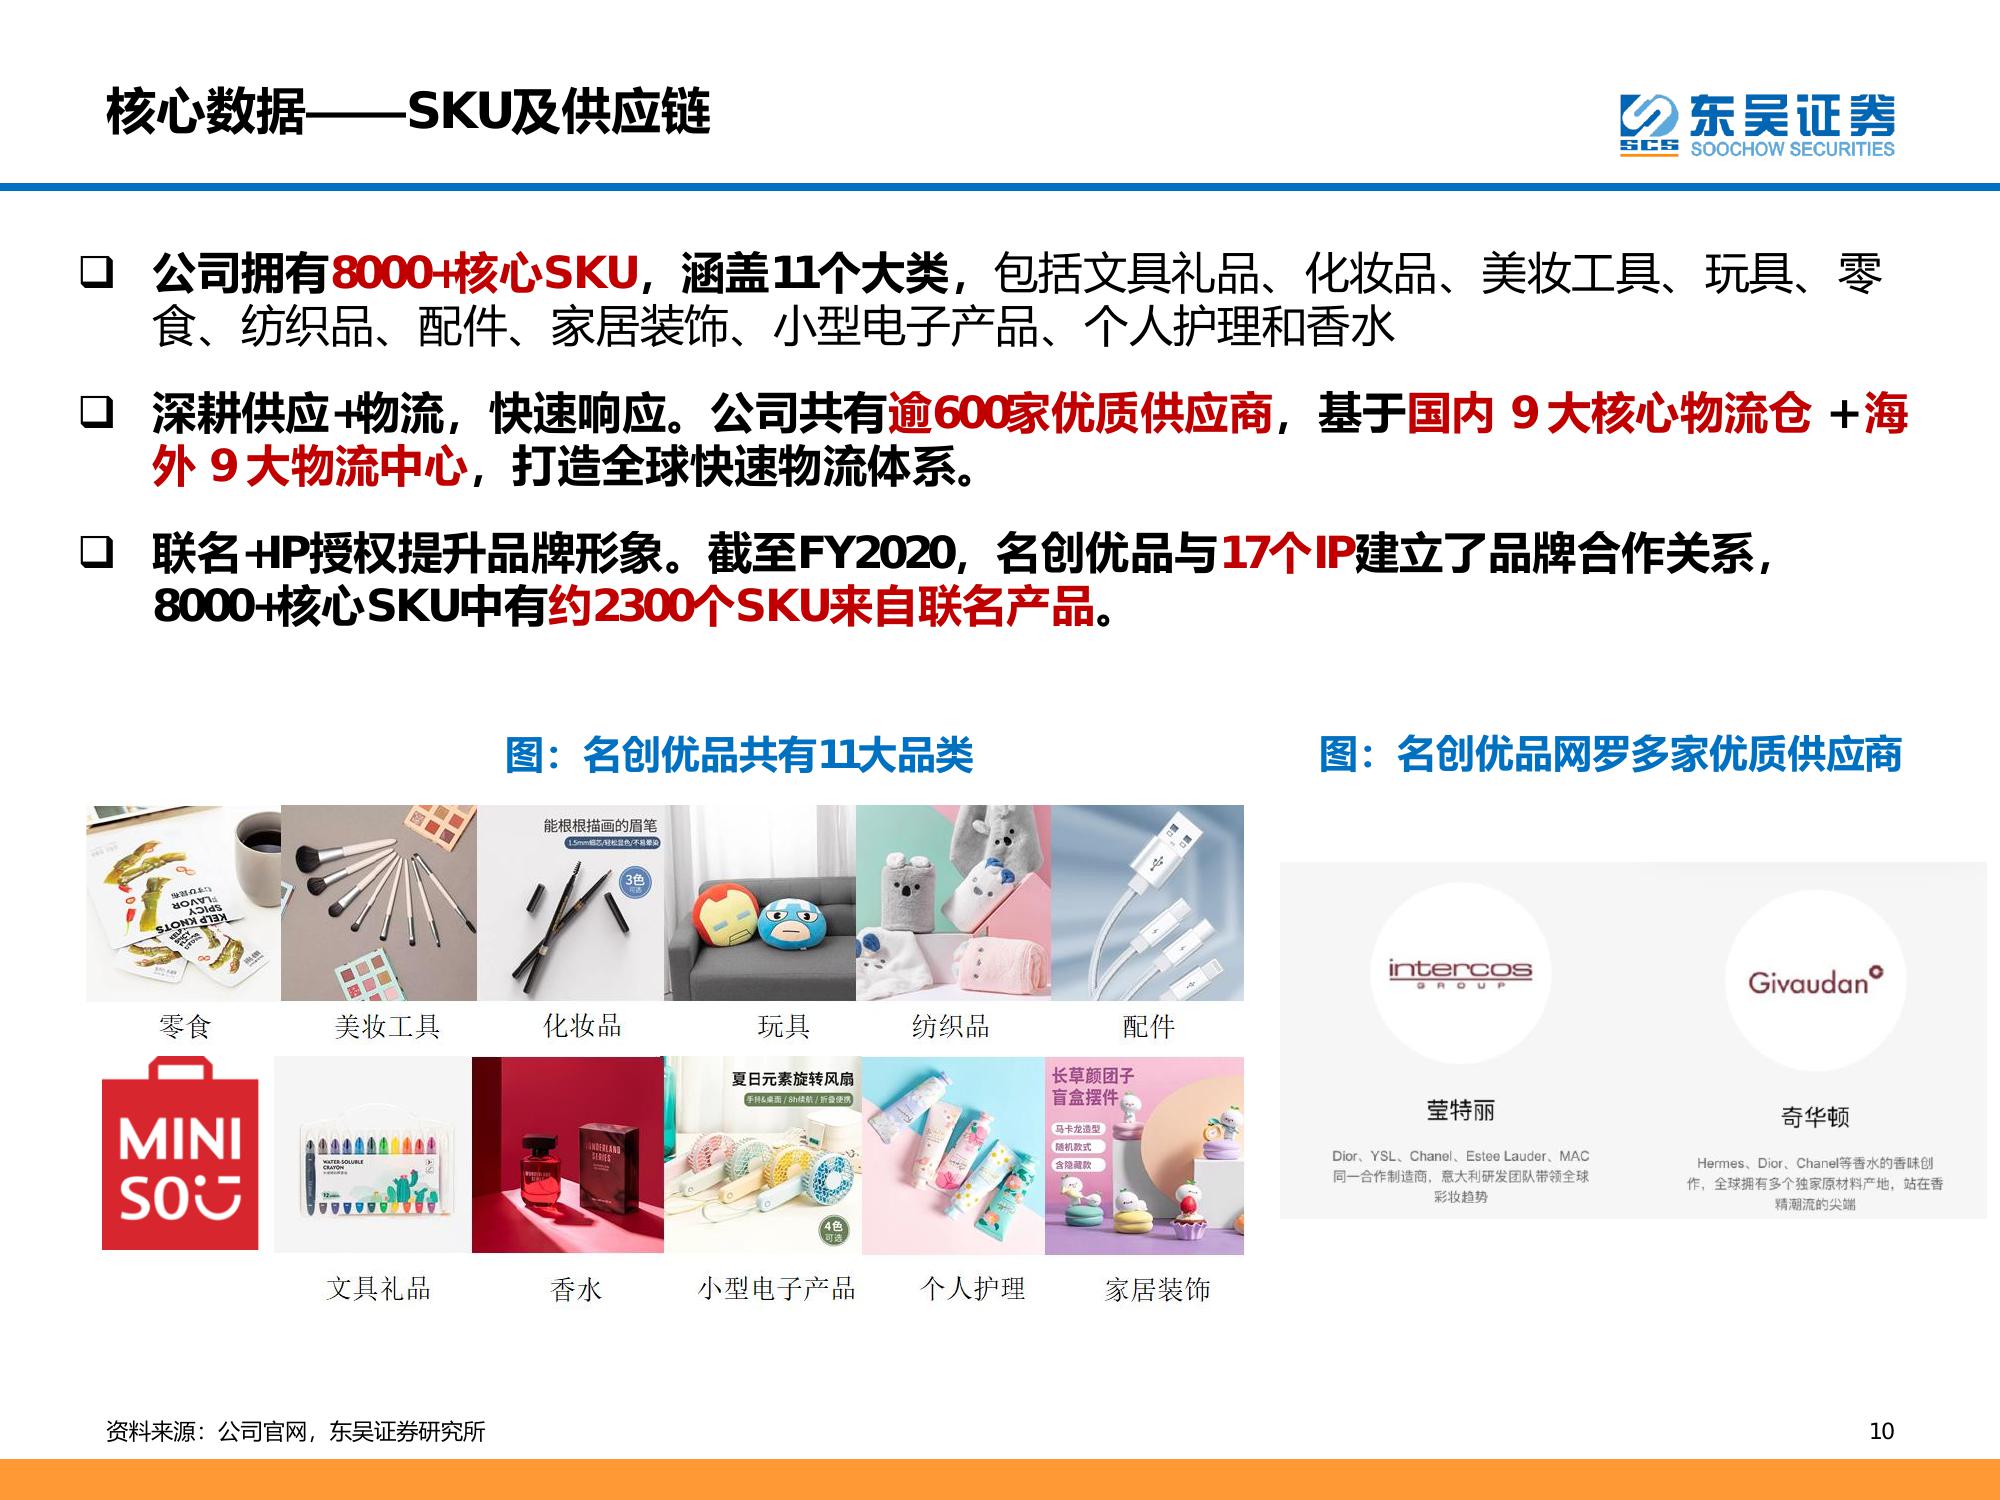 核心数据——SKU及供应链
东吴证券
SCS
SOOCHOW SECURITIES
公司拥有8000+核心SKU，涵盖11个大类，包括文具礼品、化妆品、美妆工具、玩具、零
食、纺织品、配件、家居装饰、小型电子产品、个人护理和香水
深耕供应+物流，快速响应。公司共有逾600家优质供应商，基于国内 9 大核心物流仓 + 海
外 9 大物流中心，打造全球快速物流体系。
联名+IP授权提升品牌形象。截至FY2020，名创优品与17个IP建立了品牌合作关系，
8000+核心SKU中有约2300个SKU来自联名产品。
图：名创优品共有11大品类
图：名创优品网罗多家优质供应商
能根根描画的眉笔
1.5mm细芯/轻松显色/不易晕染
3色
可选
FLAVOR
SPICY
KELP KNOTS
零食
美妆工具
化妆品
玩具
纺织品
配件
MINI
SO
WATER-SOLUBLE
CRAYON
WONDERLAND
SERIES
夏日元素旋转风扇
手持&桌面 / 8h续航 / 折叠便携
4色
可选
长草颜团子
盲盒摆件
马卡龙造型
随机款式
含隐藏款
文具礼品
香水
小型电子产品
个人护理
家居装饰
intercos
GROUP
莹特丽
Dior、YSL、Chanel、Estee Lauder、MAC
同一合作制造商，意大利研发团队带领全球
彩妆趋势
Givaudan
奇华顿
Hermes、Dior、Chanel等香水的香味创
作，全球拥有多个独家原材料产地，站在香
精潮流的尖端
资料来源：公司官网，东吴证券研究所
10